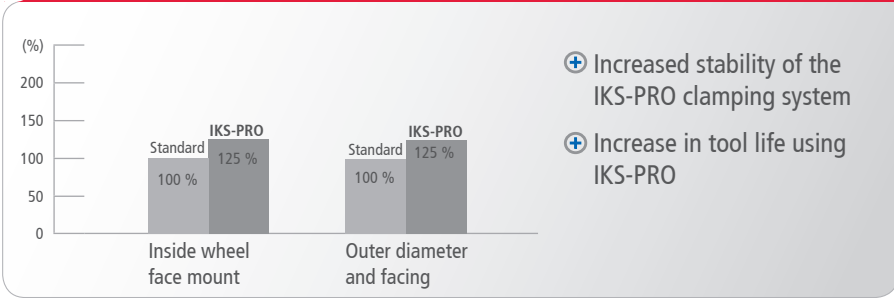 (%)
200
150
100
50
0
Standard
100 %
IKS-PRO
125 %
Inside wheel
face mount
Standard
100 %
IKS-PRO
125 %
Outer diameter
and facing
Increased stability of the
IKS-PRO clamping system
Increase in tool life using
IKS-PRO